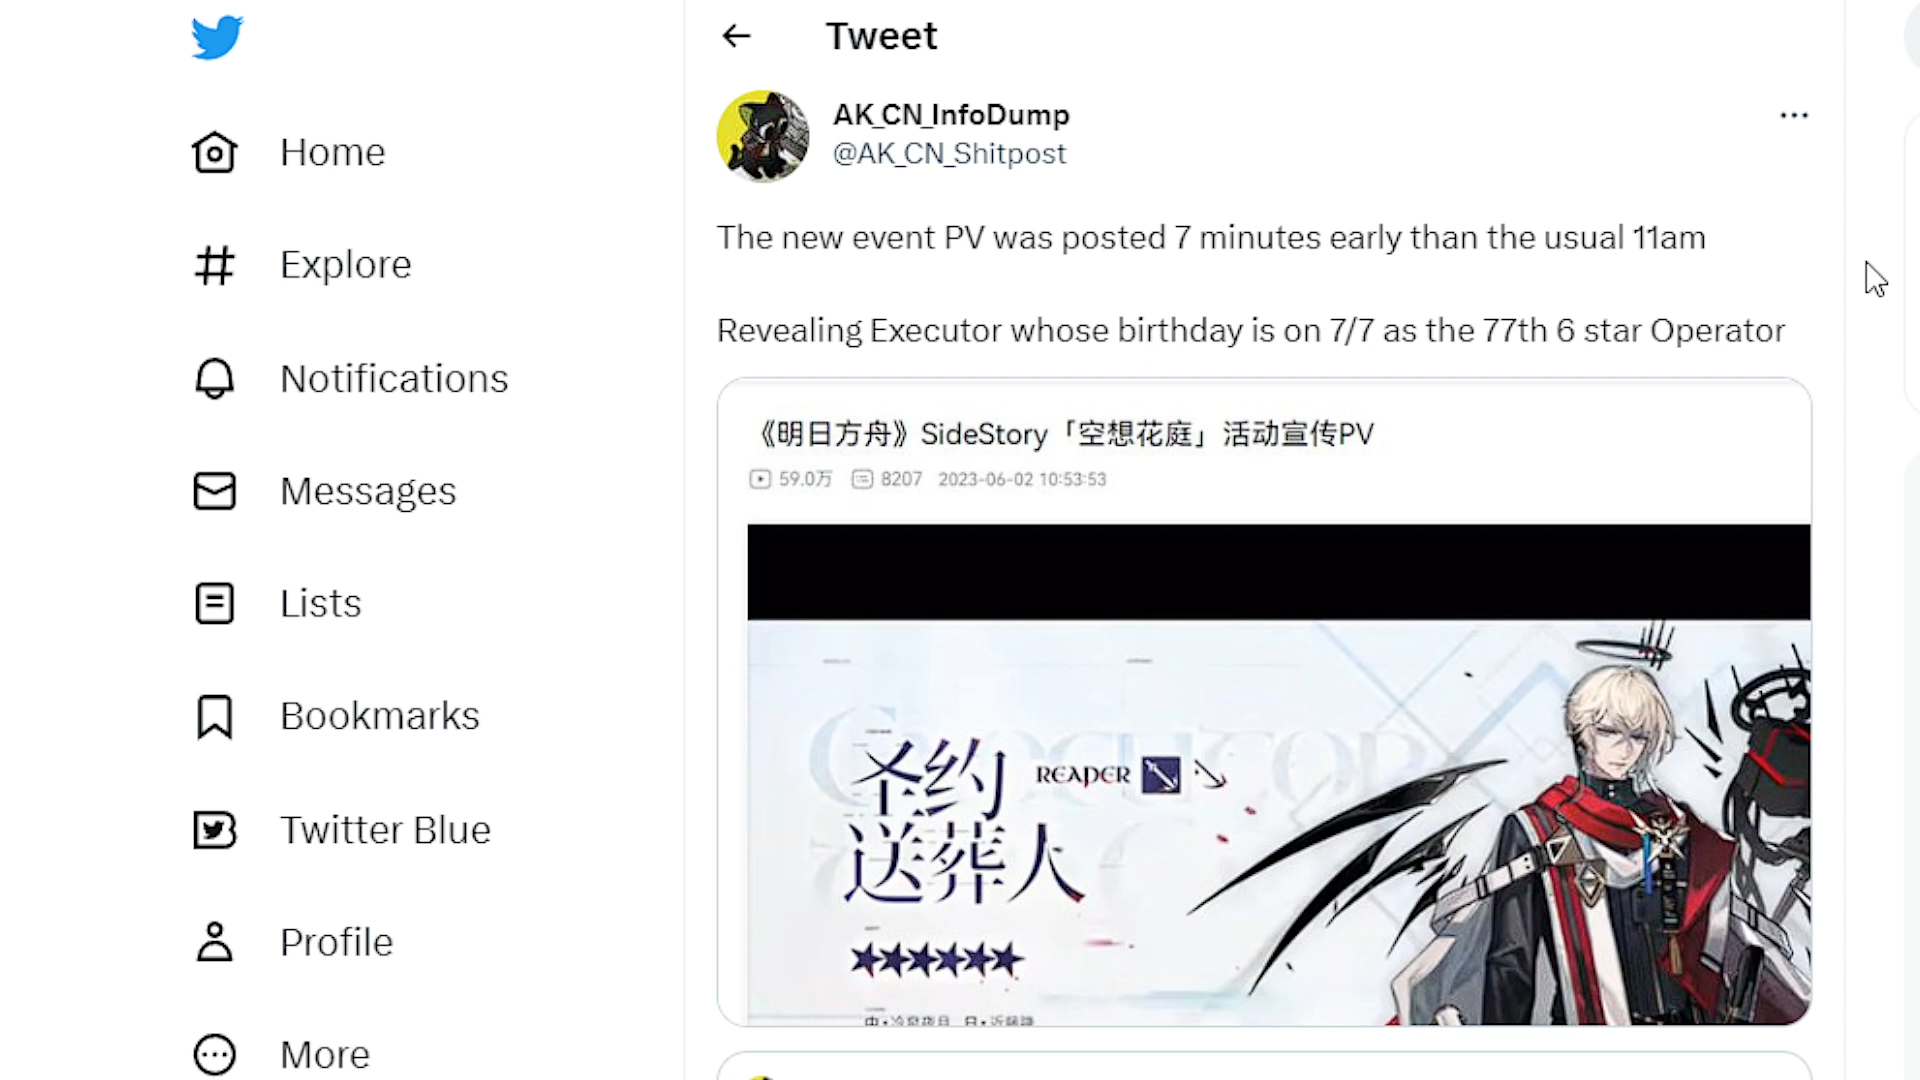 Home
Explore
Notifications
Messages
Lists
Bookmarks
Twitter Blue
Profile
More
Tweet
AK_CN_InfoDump
@AK_CN_Shitpost
The new event PV was posted 7 minutes early than the usual 11am
Revealing Executor whose birthday is on 7/7 as the 77th 6 star Operator
《明日方舟》SideStory「空想花庭」活动宣传PV
59.0万 8207 2023-06-02 10:53:53
圣约 REAPER
送葬人